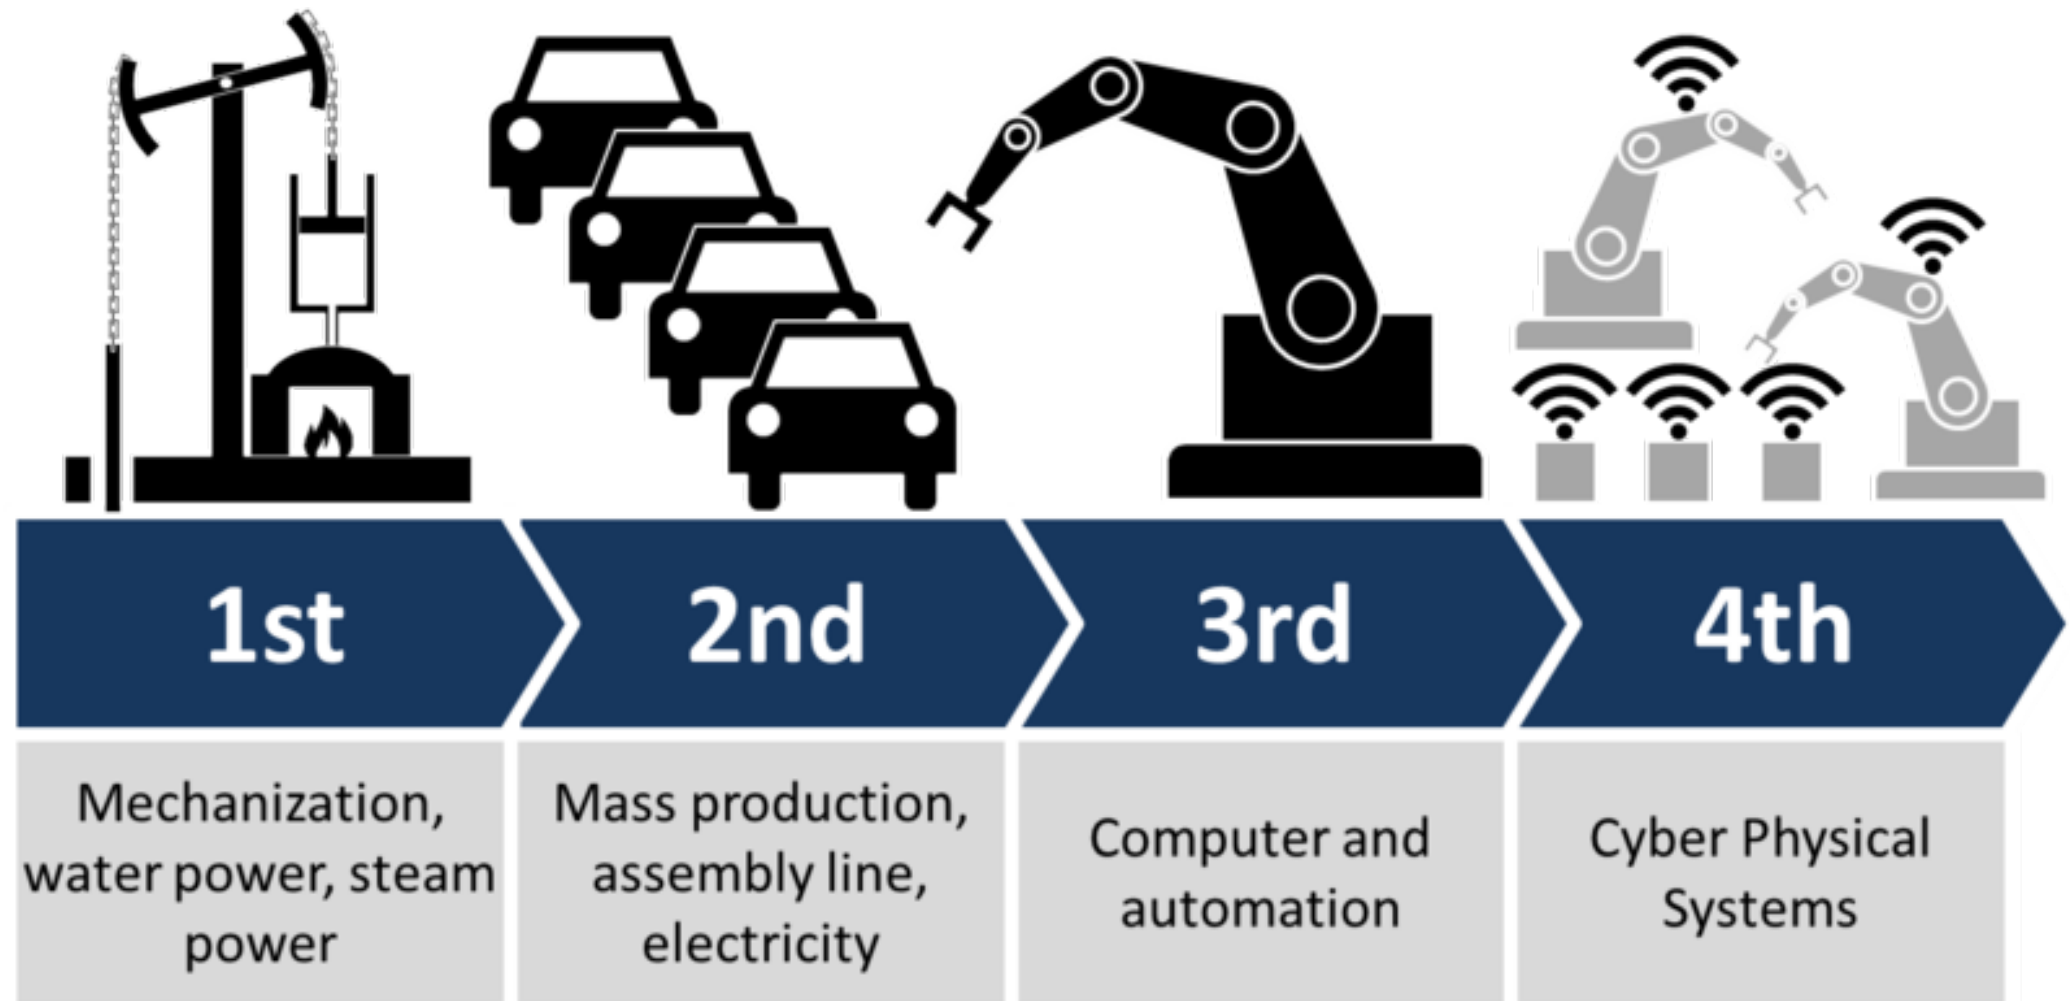 1st
2nd
3rd
4th
Mechanization,
water power, steam
power
Mass production,
assembly line,
electricity
Computer and
automation
Cyber Physical
Systems